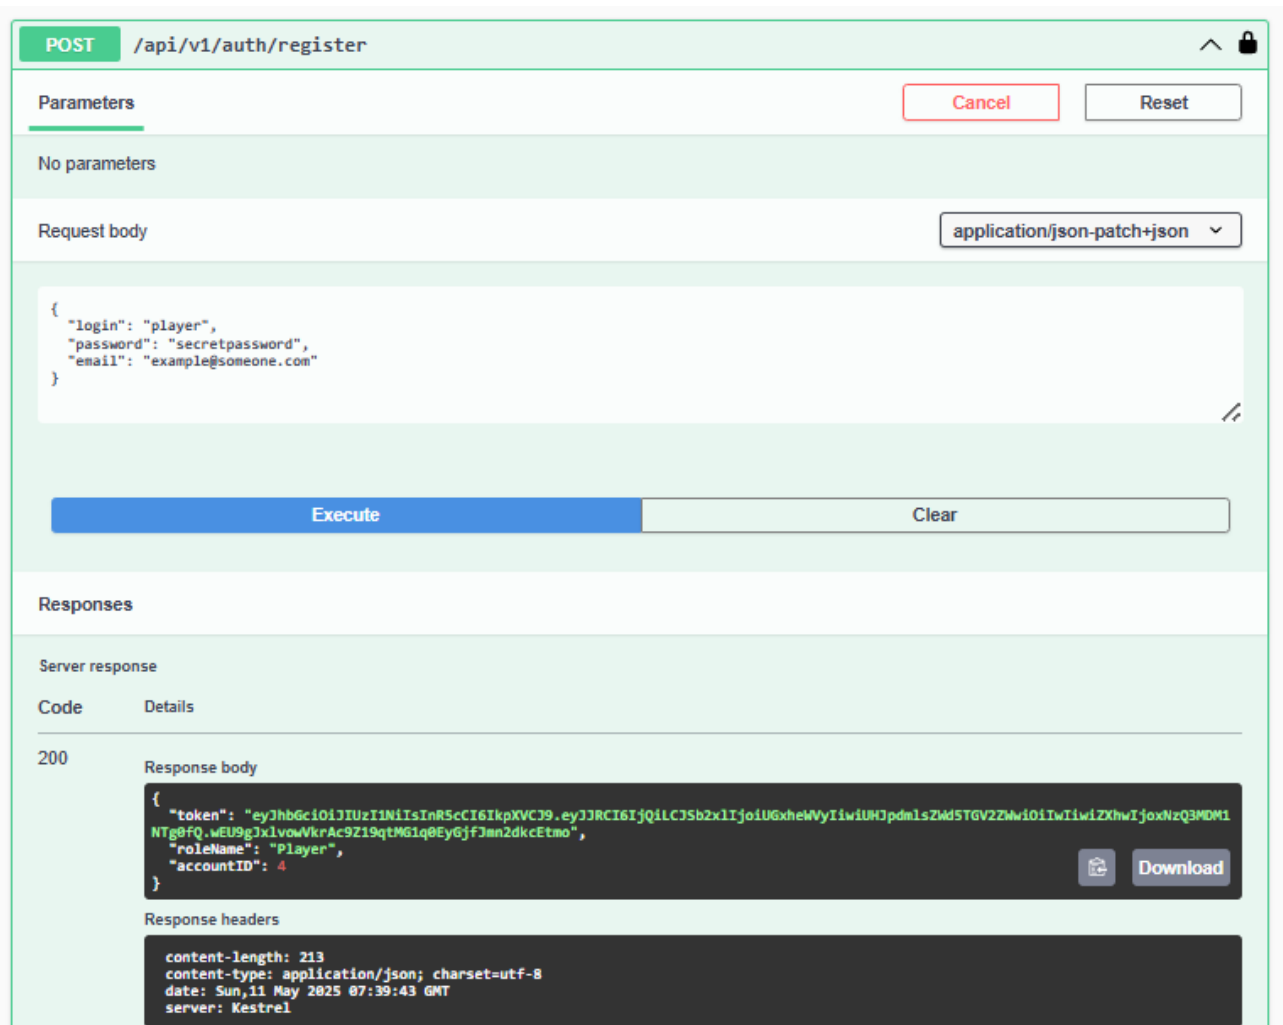 POST /api/v1/auth/register
Parameters
Cancel
Reset
No parameters
Request body
application/json-patch+json
{
"login": "player",
"password": "secretpassword",
"email": "example@someone.com"
}
Execute
Clear
Responses
Server response
Code Details
200
Response body
{
"token": "eyJhbGciOiJIUzI1NiIsInR5cCI6IkpXVCJ9.eyJJRCI6IjQiLCJSb2xlIjoiUGxheWVyIiwiUHJpdmlsZWd5TGV2ZWwiOiIwIiwiZXhwIjoxNzQ3MDM1
NTg0fQ.wEU9gJxlvowVkrAc9Z19qtMG1q0EyGjfJmn2dkcEtmo",
"roleName": "Player",
"accountID": 4
}
Download
Response headers
content-length: 213
content-type: application/json; charset=utf-8
date: Sun,11 May 2025 07:39:43 GMT
server: Kestrel